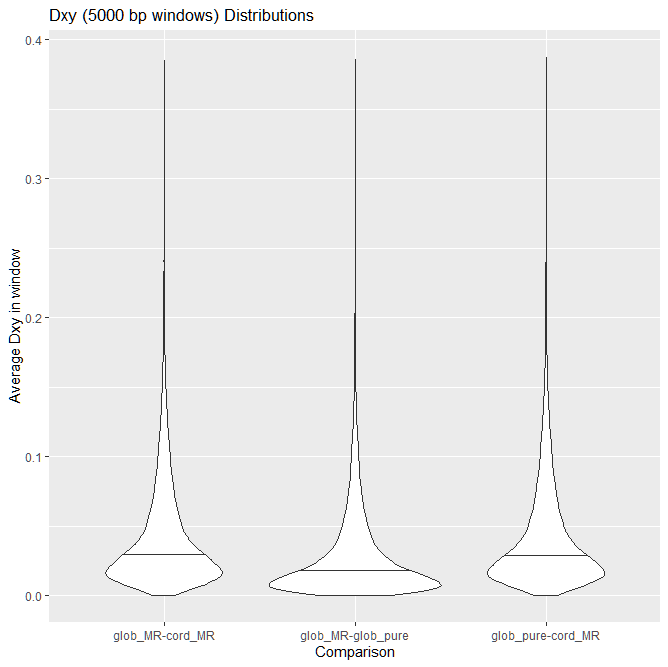 Dxy (5000 bp windows) Distributions
Average Dxy in window
0.4
0.3
0.2
0.1
0.0
glob_MR-cord_MR
glob_MR-glob_pure
glob_pure-cord_MR
Comparison